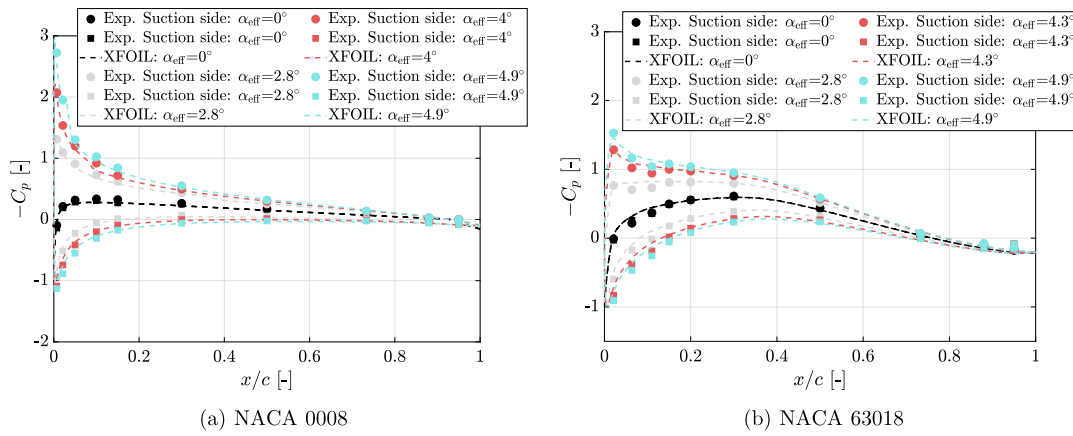 Exp. Suction side: αeff=0°
Exp. Suction side: αeff=0°
XFOIL: αeff=0°
Exp. Suction side: αeff=2.8°
Exp. Suction side: αeff=2.8°
XFOIL: αeff=2.8°
Exp. Suction side: αeff=4°
Exp. Suction side: αeff=4°
XFOIL: αeff=4°
Exp. Suction side: αeff=4.9°
Exp. Suction side: αeff=4.9°
XFOIL: αeff=4.9°
3
2
1
0
-1
-2
−Cp [-]
0 0.2 0.4 0.6 0.8 1
x/c [-]
(a) NACA 0008
Exp. Suction side: αeff=0°
Exp. Suction side: αeff=0°
XFOIL: αeff=0°
Exp. Suction side: αeff=2.8°
Exp. Suction side: αeff=2.8°
XFOIL: αeff=2.8°
Exp. Suction side: αeff=4.3°
Exp. Suction side: αeff=4.3°
XFOIL: αeff=4.3°
Exp. Suction side: αeff=4.9°
Exp. Suction side: αeff=4.9°
XFOIL: αeff=4.9°
3
2
1
0
-1
−Cp [-]
0 0.2 0.4 0.6 0.8 1
x/c [-]
(b) NACA 63018